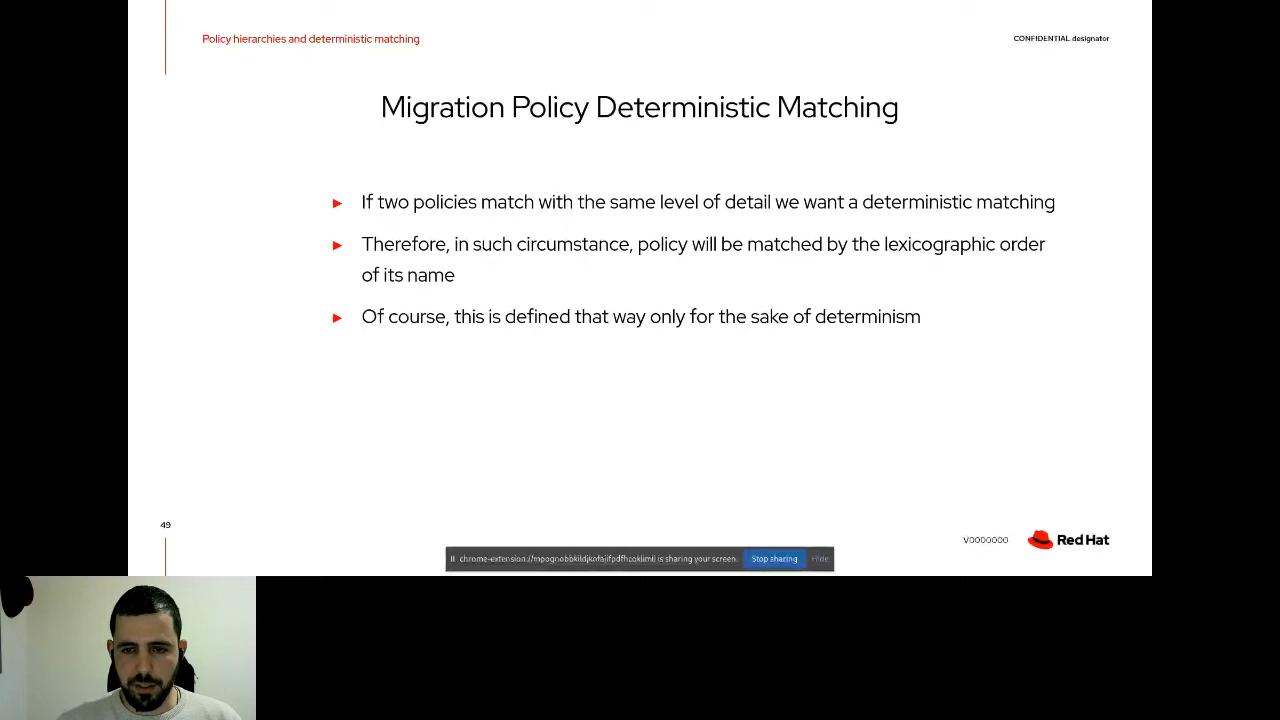 Policy hierarchies and deterministic matching
CONFIDENTIAL designator
Migration Policy Deterministic Matching
► If two policies match with the same level of detail we want a deterministic matching
► Therefore, in such circumstance, policy will be matched by the lexicographic order
of its name
► Of course, this is defined that way only for the sake of determinism
49
V0000000
Red Hat
is sharing your screen.
Stop sharing
Hide